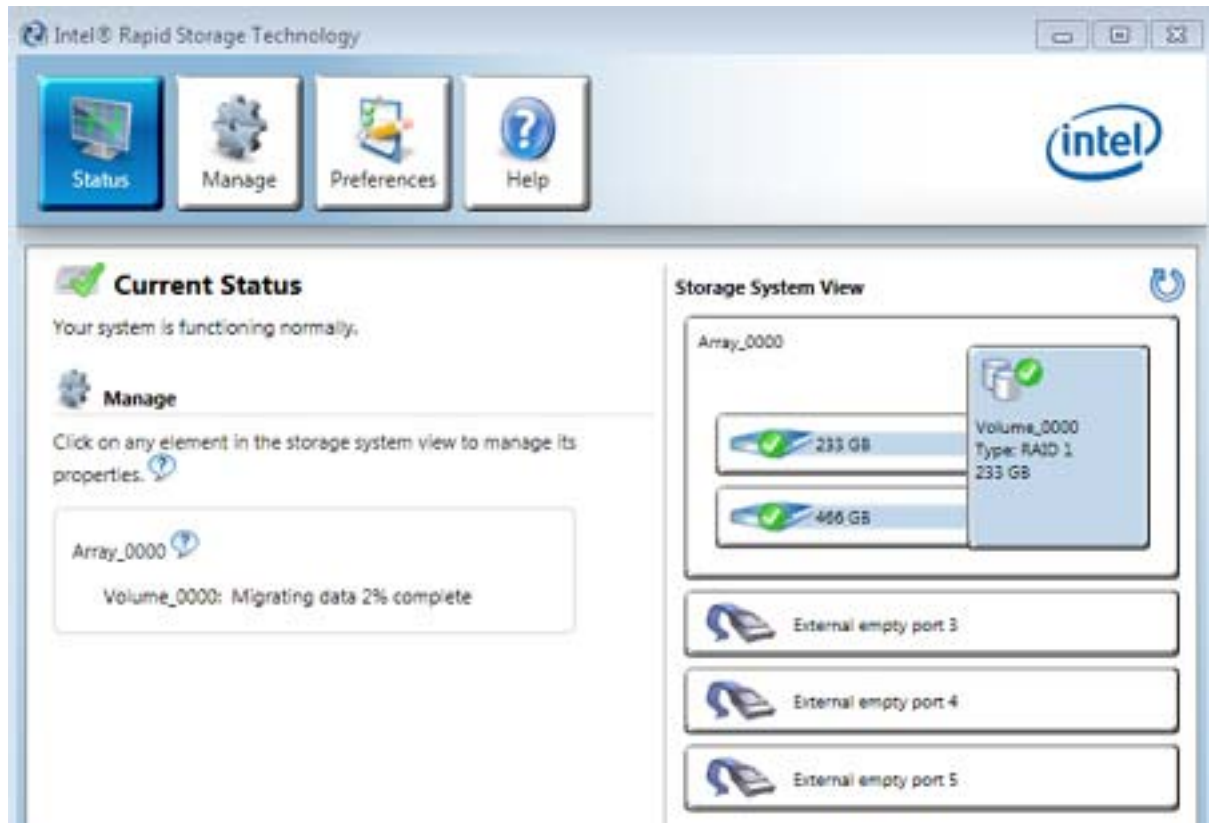 Intel® Rapid Storage Technology
Status
Manage
Preferences
Help
intel
Current Status
Your system is functioning normally.
Manage
Click on any element in the storage system view to manage its
properties.
Array_0000
Volume_0000: Migrating data 2% complete
Storage System View
Array_0000
233 GB
466 GB
Volume_0000
Type: RAID 1
233 GB
External empty port 3
External empty port 4
External empty port 5